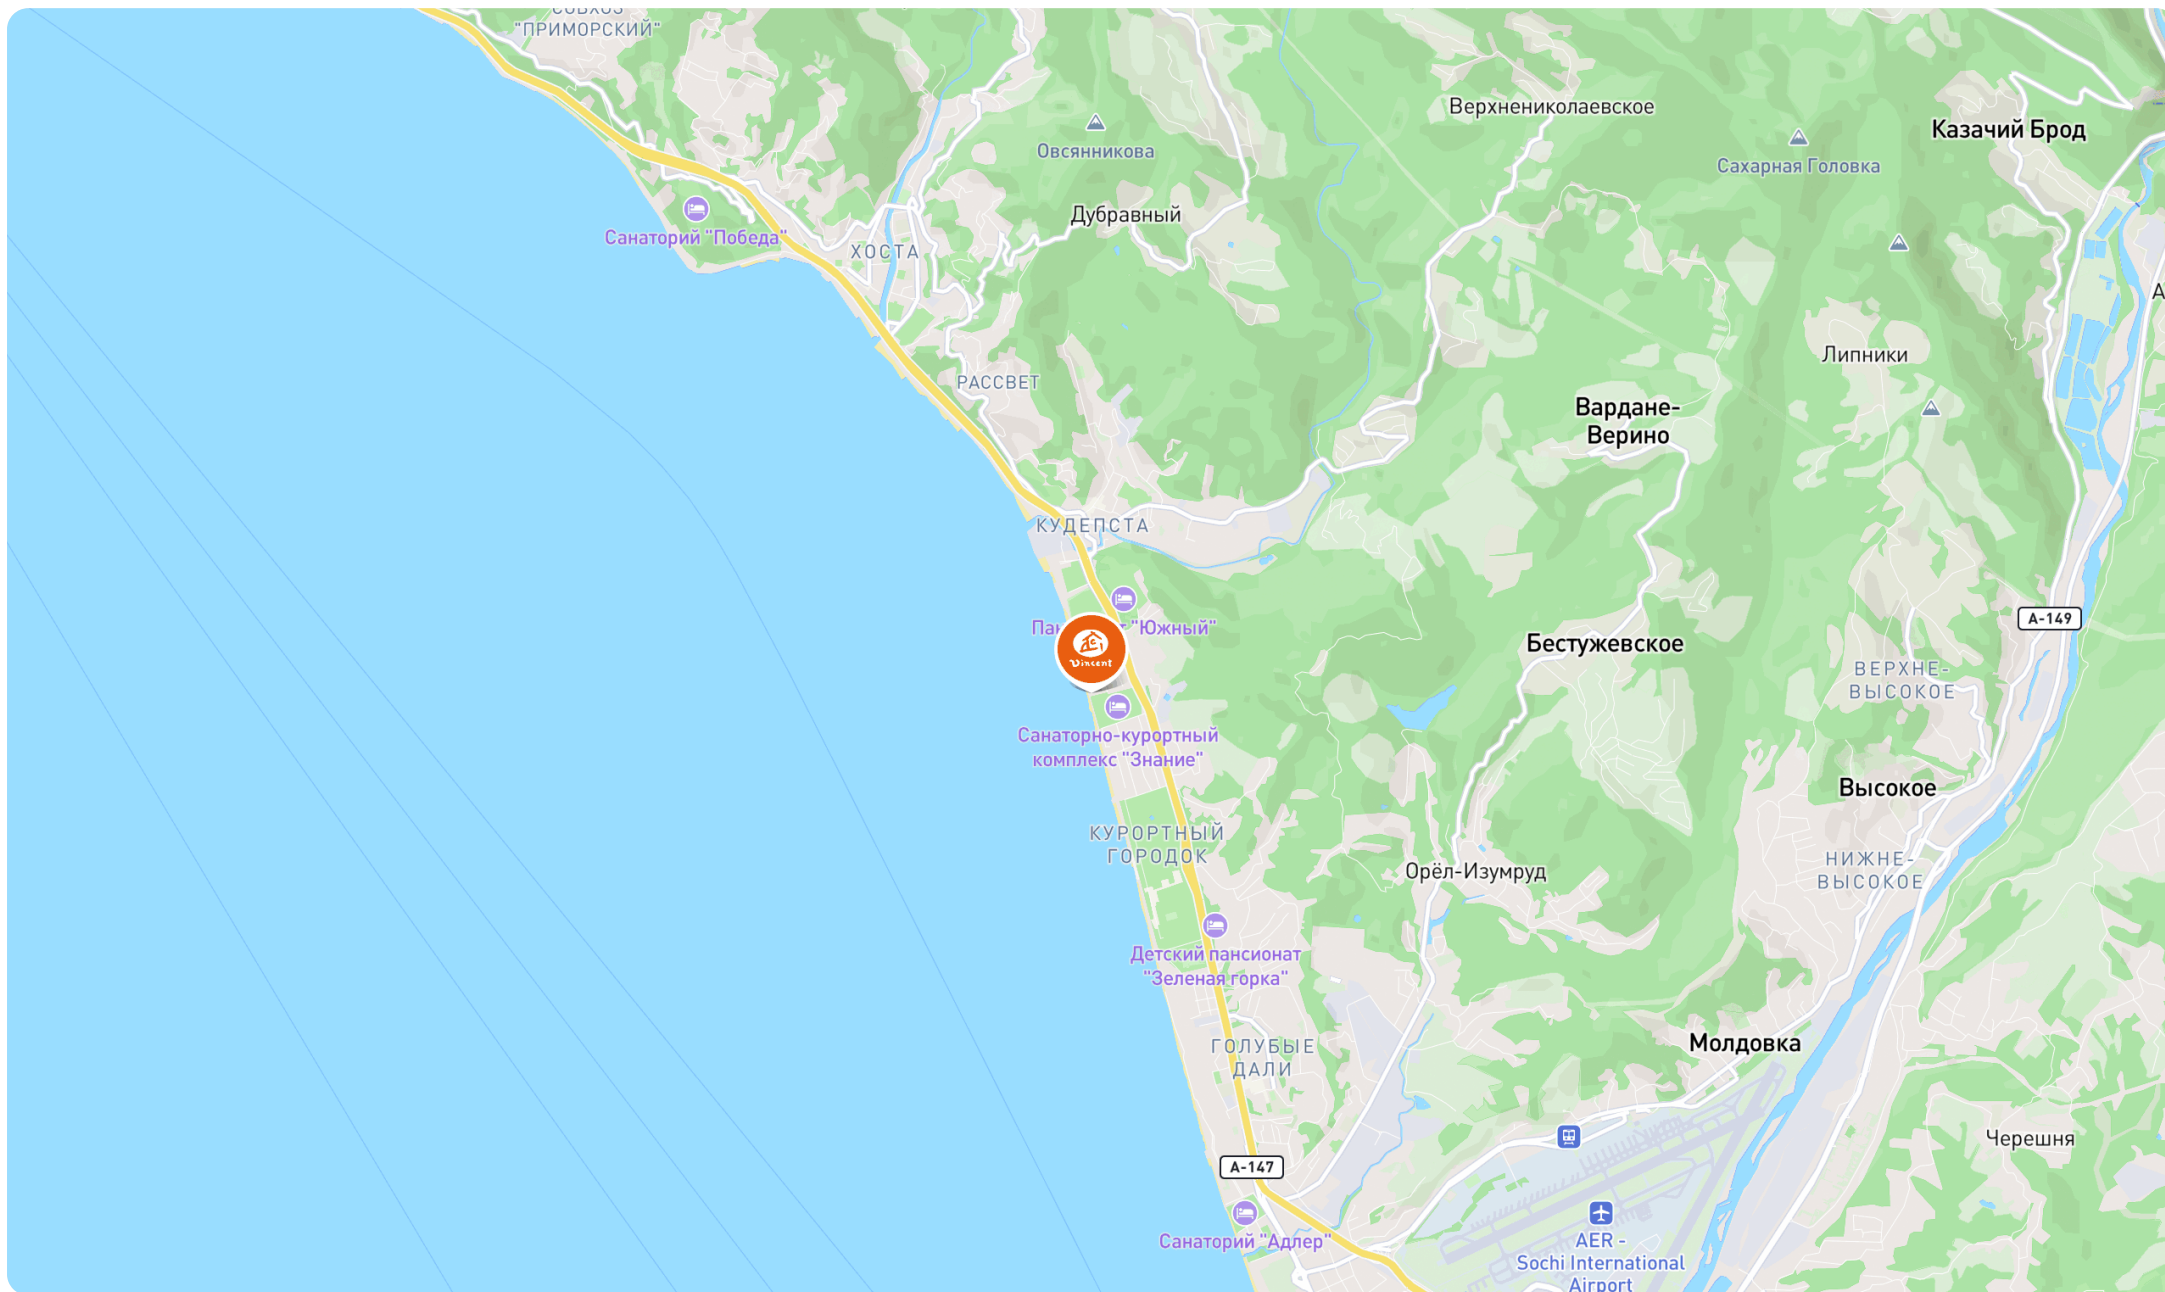 СОВХОЗ
"ПРИМОРСКИЙ"
Верхнениколаевское
Казачий Брод
Овсянникова
Сахарная Головка
Дубравный
Санаторий "Победа"
ХОСТА
А
Липники
РАССВЕТ
Вардане-
Верино
КУДЕПСТА
А-149
"Южный"
Vincent
Бестужевское
ВЕРХНЕ-
ВЫСОКОЕ
Санаторно-курортный
комплекс "Знание"
Высокое
КУРОРТНЫЙ
ГОРОДОК
НИЖНЕ-
ВЫСОКОЕ
Орёл-Изумруд
Детский пансионат
"Зеленая горка"
ГОЛУБЫЕ
ДАЛИ
Молдовка
Черешня
А-147
Санаторий "Адлер"
AER -
Sochi International
Airport